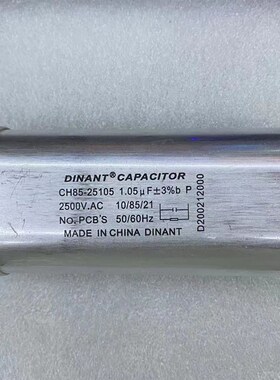 DINANT® CAPACITOR
CH85-25105 1.05μF±3%b P
2500V.AC 10/85/21
No.PCB'S 50/60Hz
MADE IN CHINA DINANT
D200212000